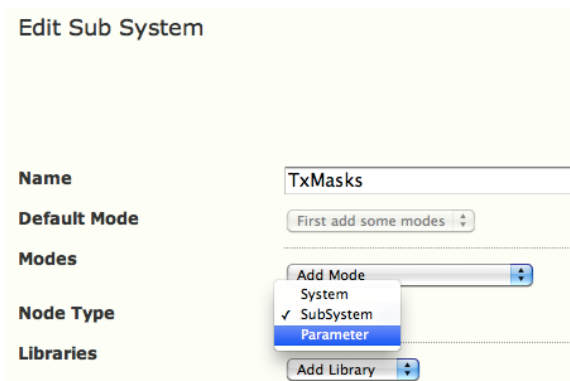 Edit Sub System
Name
TxMasks
Default Mode
First add some modes
Modes
Add Mode
Node Type
System
✓ SubSystem
Parameter
Libraries
Add Library